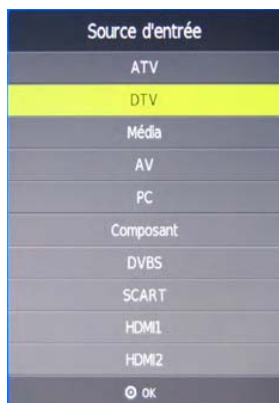 Source d'entrée
ATV
DTV
Média
AV
PC
Composant
DVBS
SCART
HDMI1
HDMI2
OK